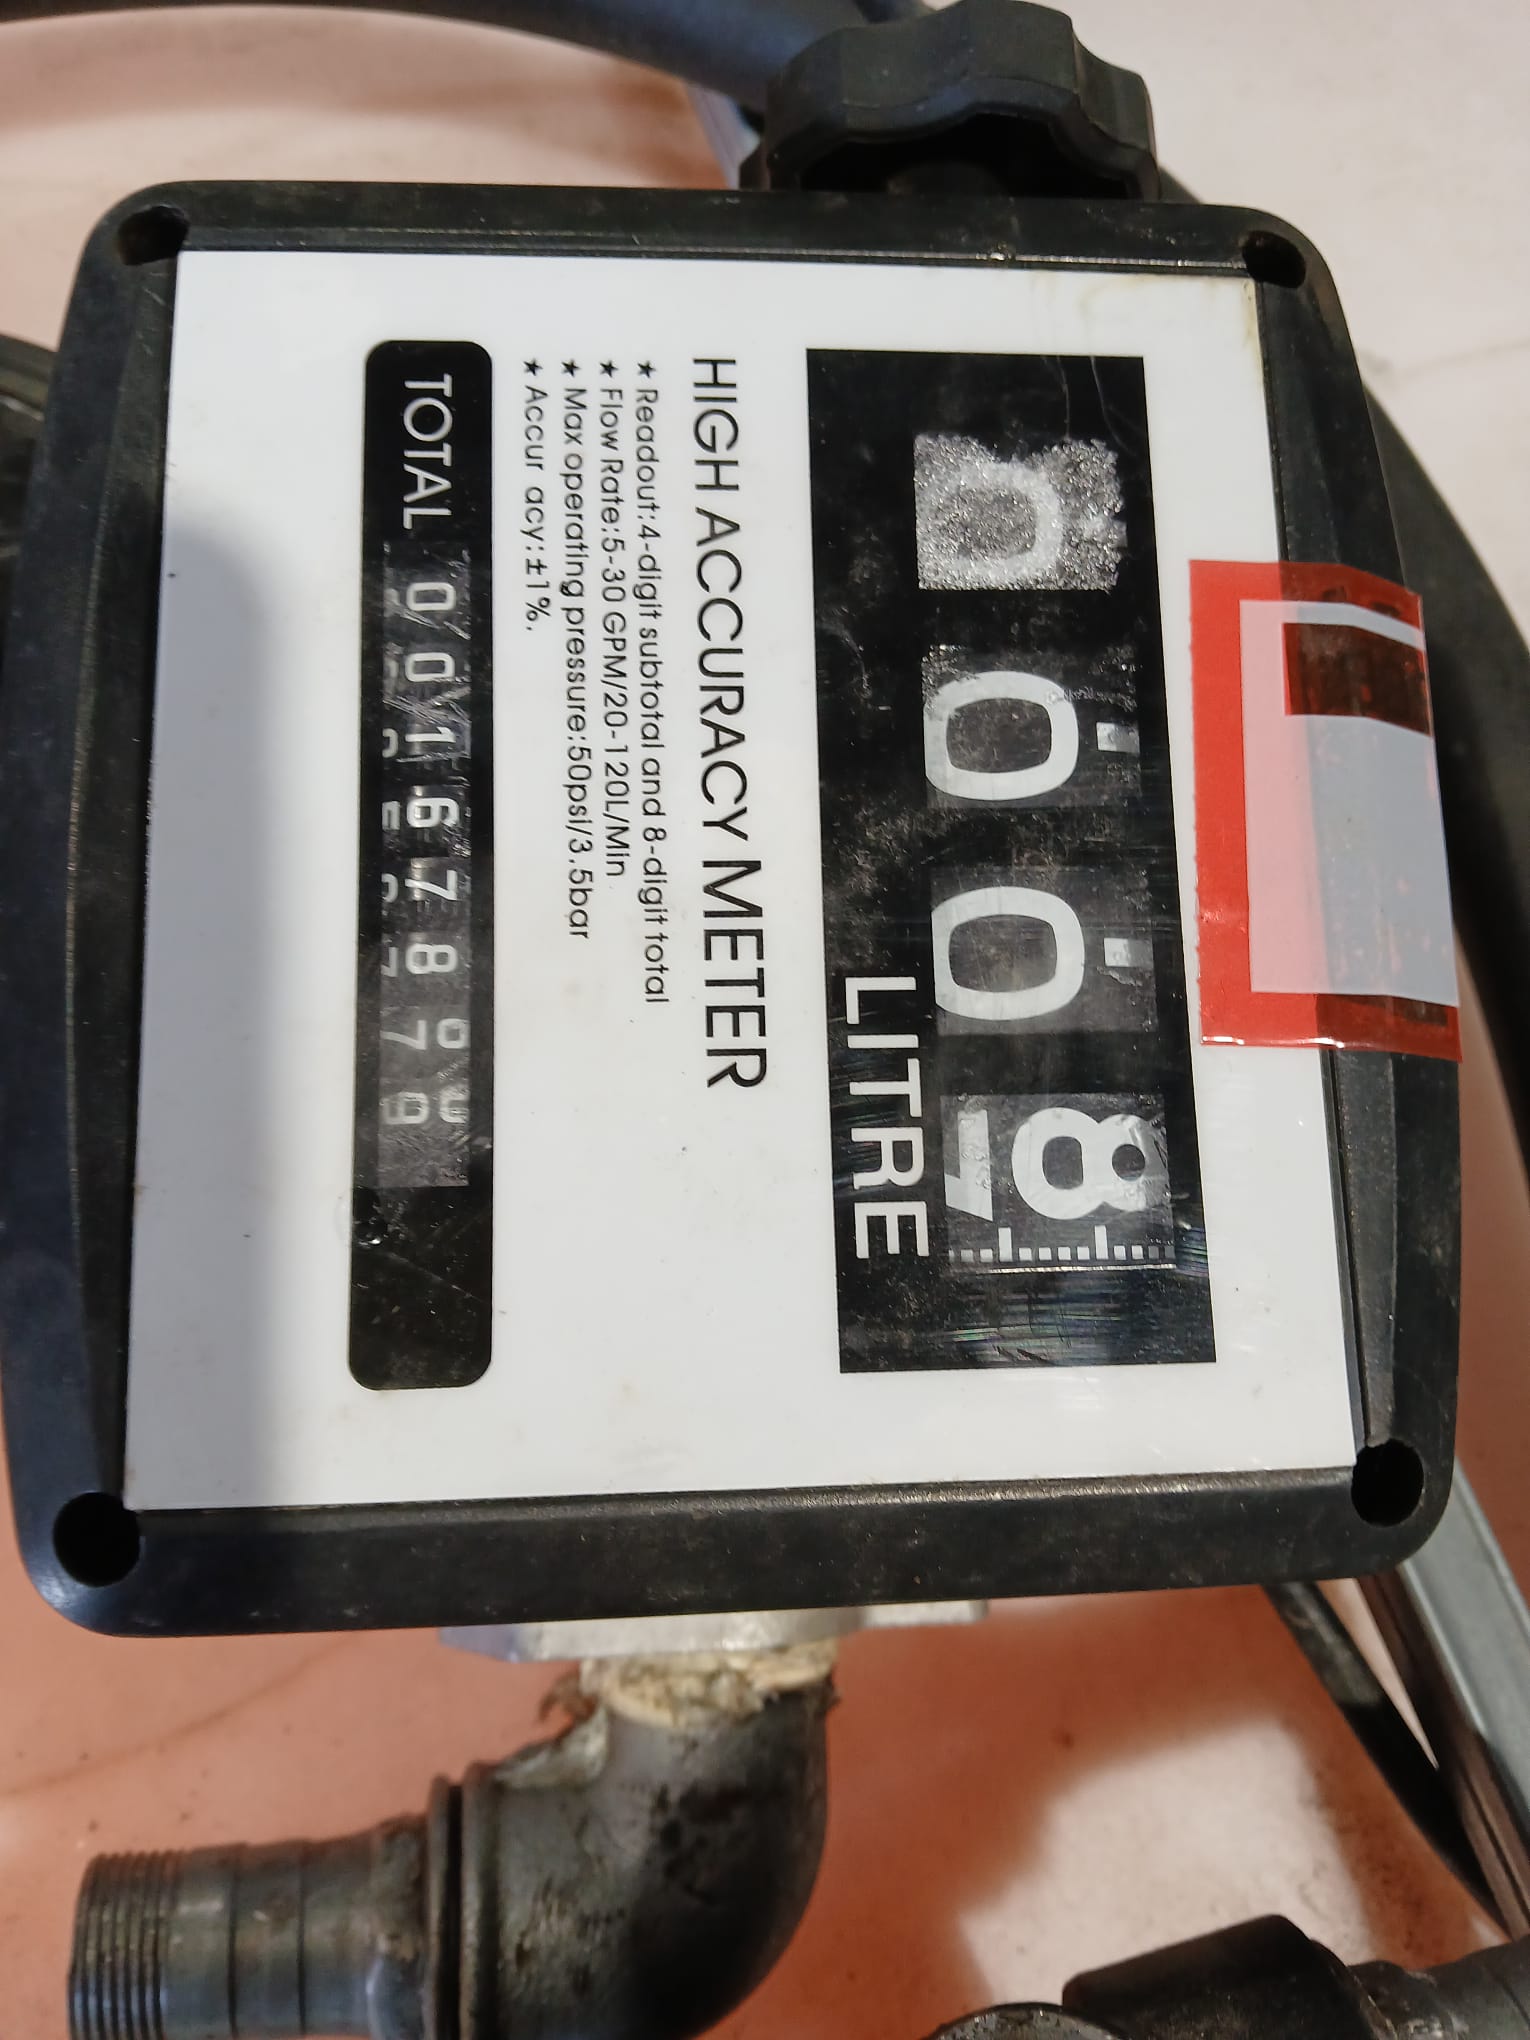 0 0 0 8
LITRE
HIGH ACCURACY METER
★ Readout:4-digit subtotal and 8-digit total
★ Flow Rate:5-30 GPM/20-120L/Min
★ Max operating pressure:50psi/3.5bar
★ Accur acy:±1%.
TOTAL 0 0 1 6 7 8